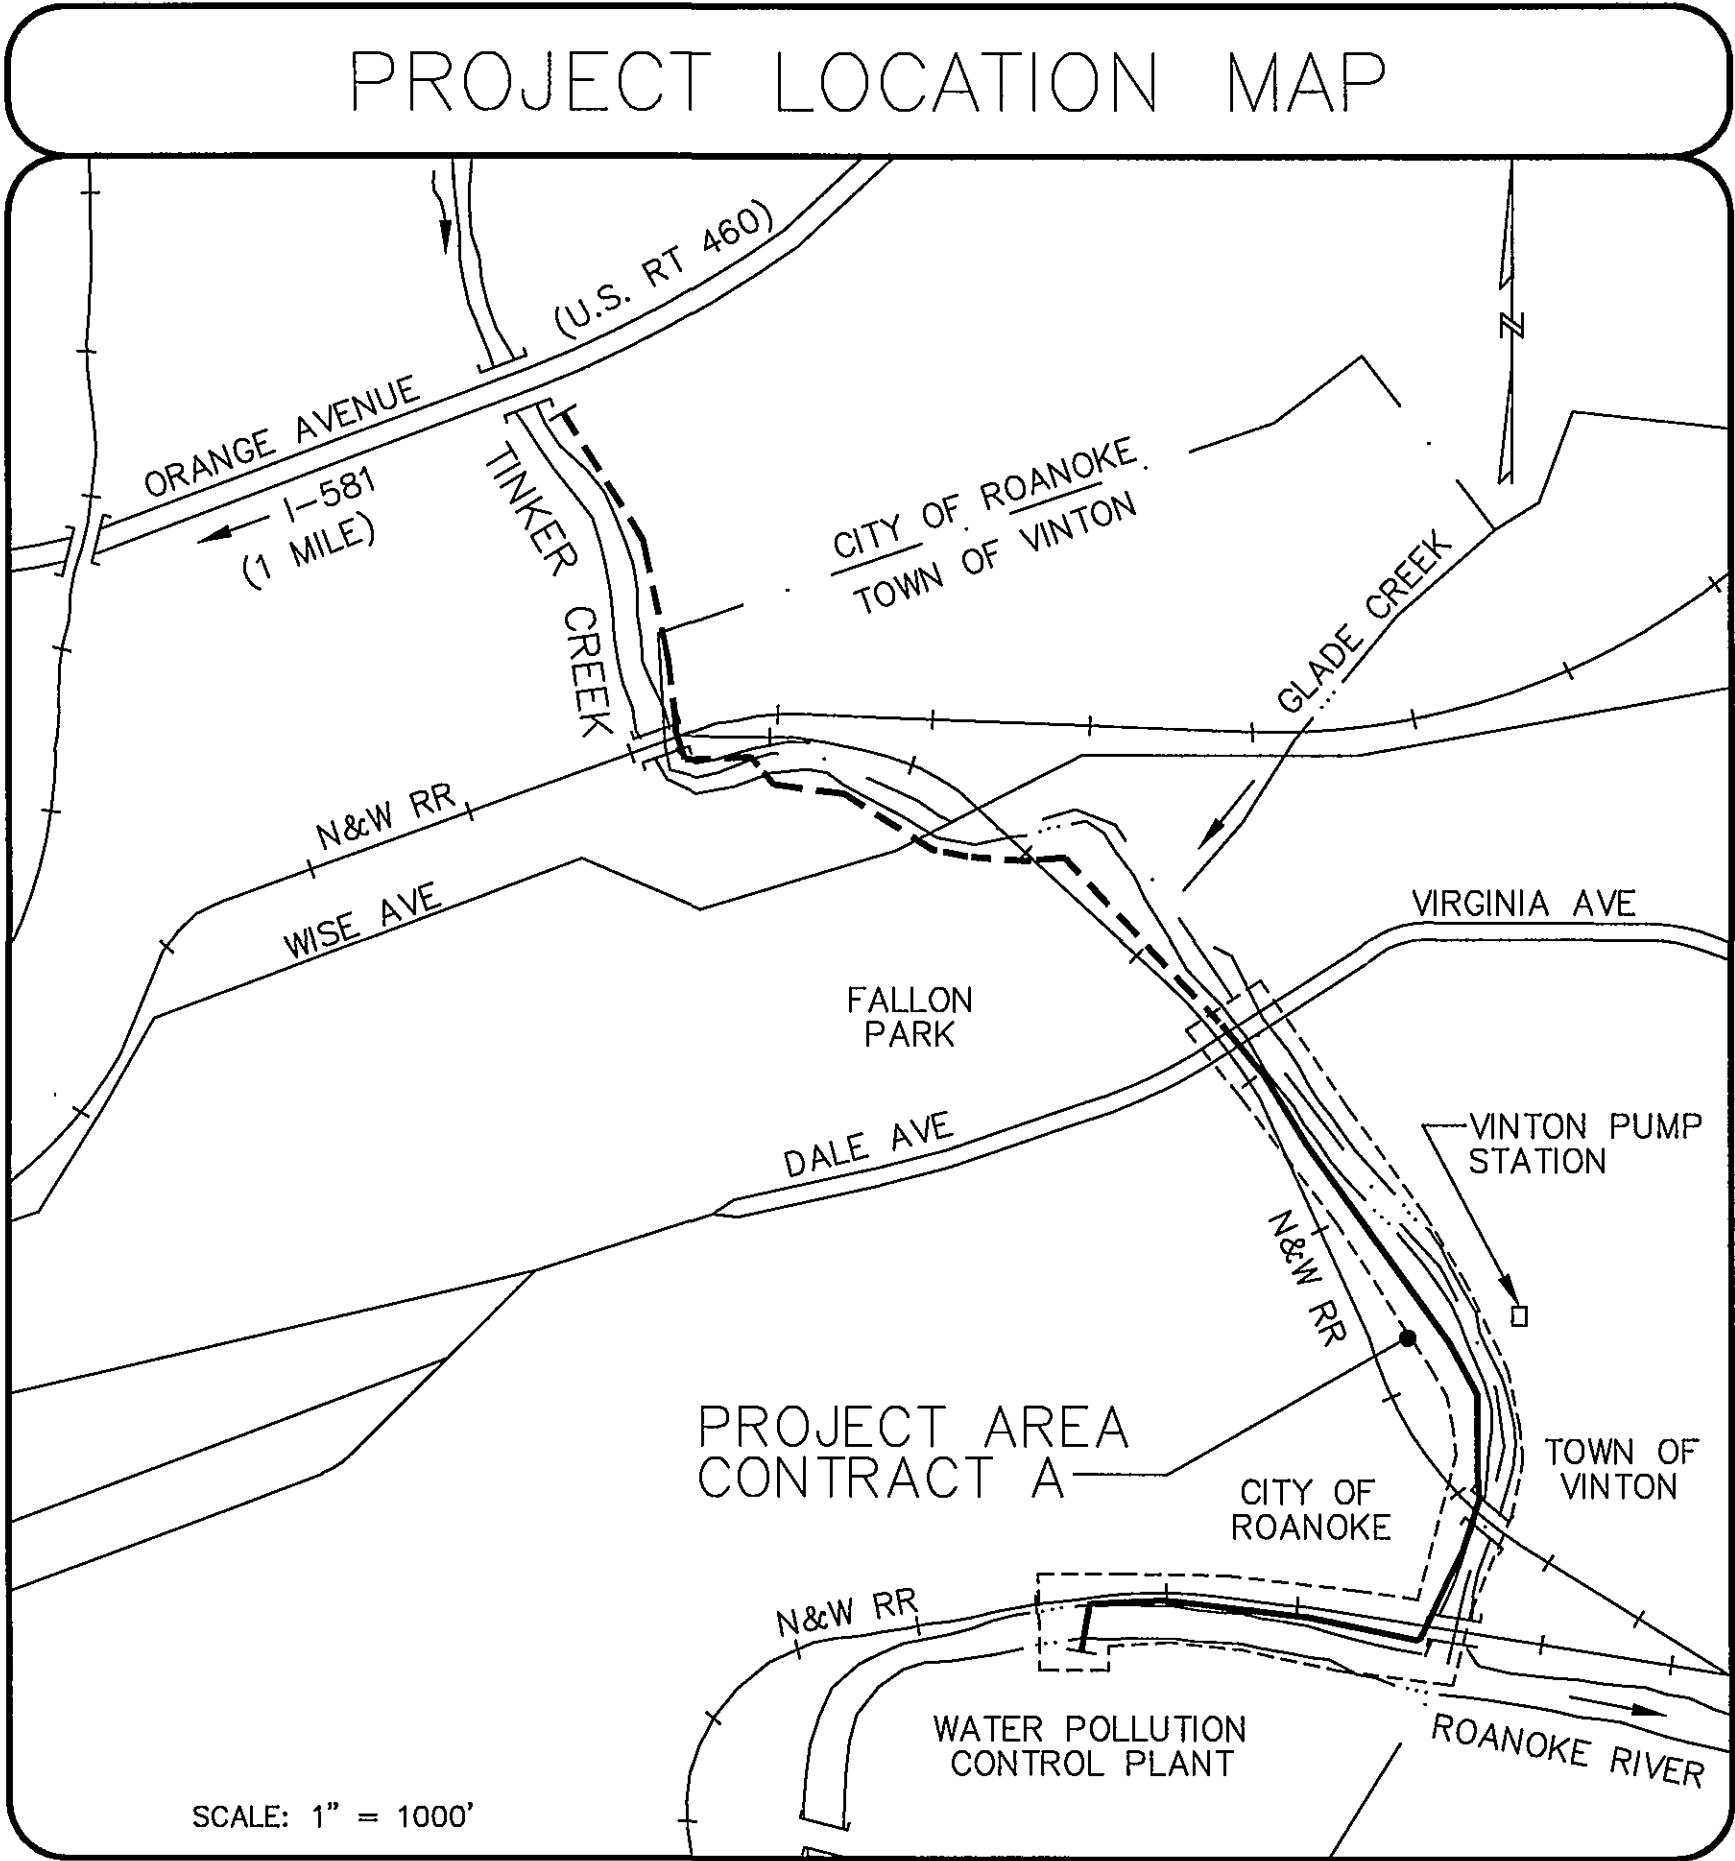 PROJECT LOCATION MAP
(U.S. RT 460)
N
ORANGE AVENUE
I-581
(1 MILE)
TINKER CREEK
CITY OF ROANOKE
TOWN OF VINTON
GLADE CREEK
N&W RR
WISE AVE
VIRGINIA AVE
FALLON
PARK
DALE AVE
VINTON PUMP
STATION
N&W RR
PROJECT AREA
CONTRACT A
CITY OF
ROANOKE
TOWN OF
VINTON
N&W RR
WATER POLLUTION
CONTROL PLANT
ROANOKE RIVER
SCALE: 1" = 1000'